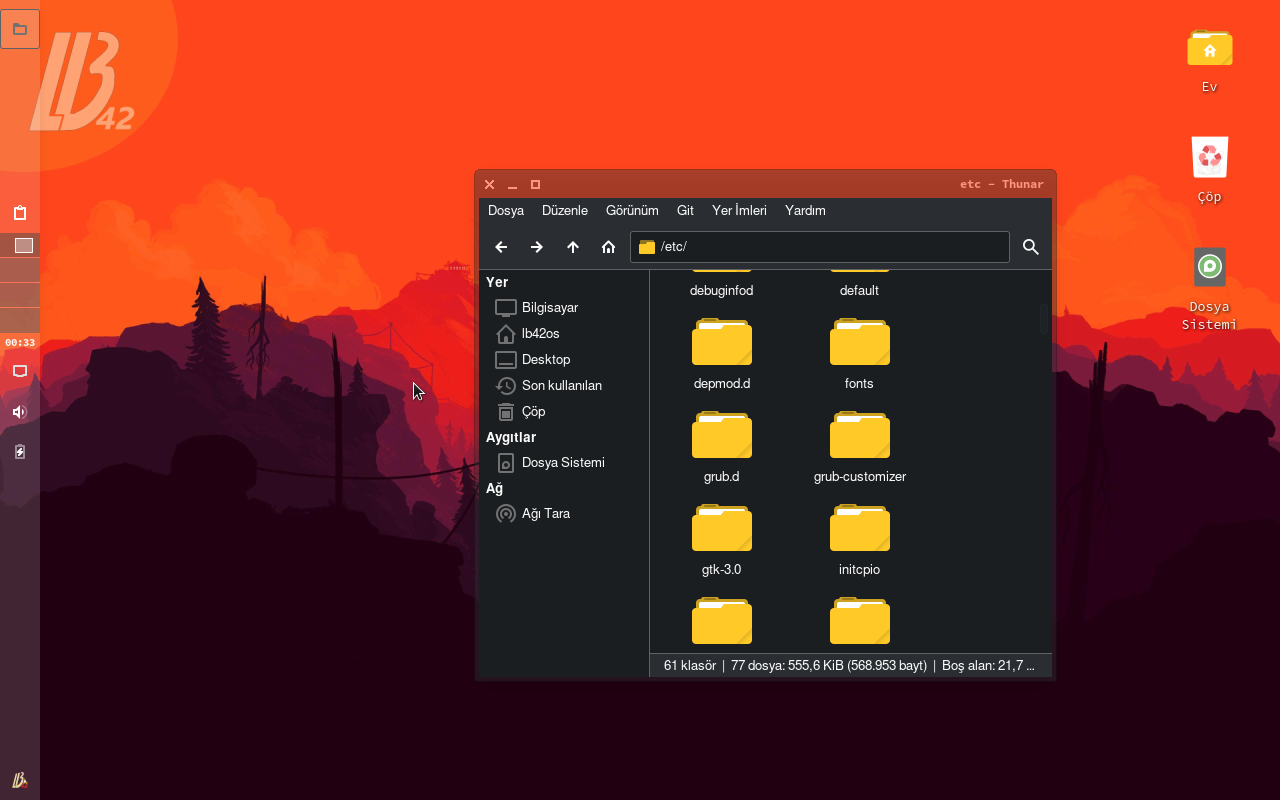 42
00:33
Ev
Çöp
Dosya
Sistemi
etc - Thunar
Dosya Düzenle Görünüm Git Yer İmleri Yardım
/etc/
Yer
Bilgisayar
lb42os
Desktop
Son kullanılan
Çöp
Aygıtlar
Dosya Sistemi
Ağ
Ağı Tara
debuginfod default
depmod.d fonts
grub.d grub-customizer
gtk-3.0 initcpio
61 klasör | 77 dosya: 555,6 KiB (568.953 bayt) | Boş alan: 21,7 ...